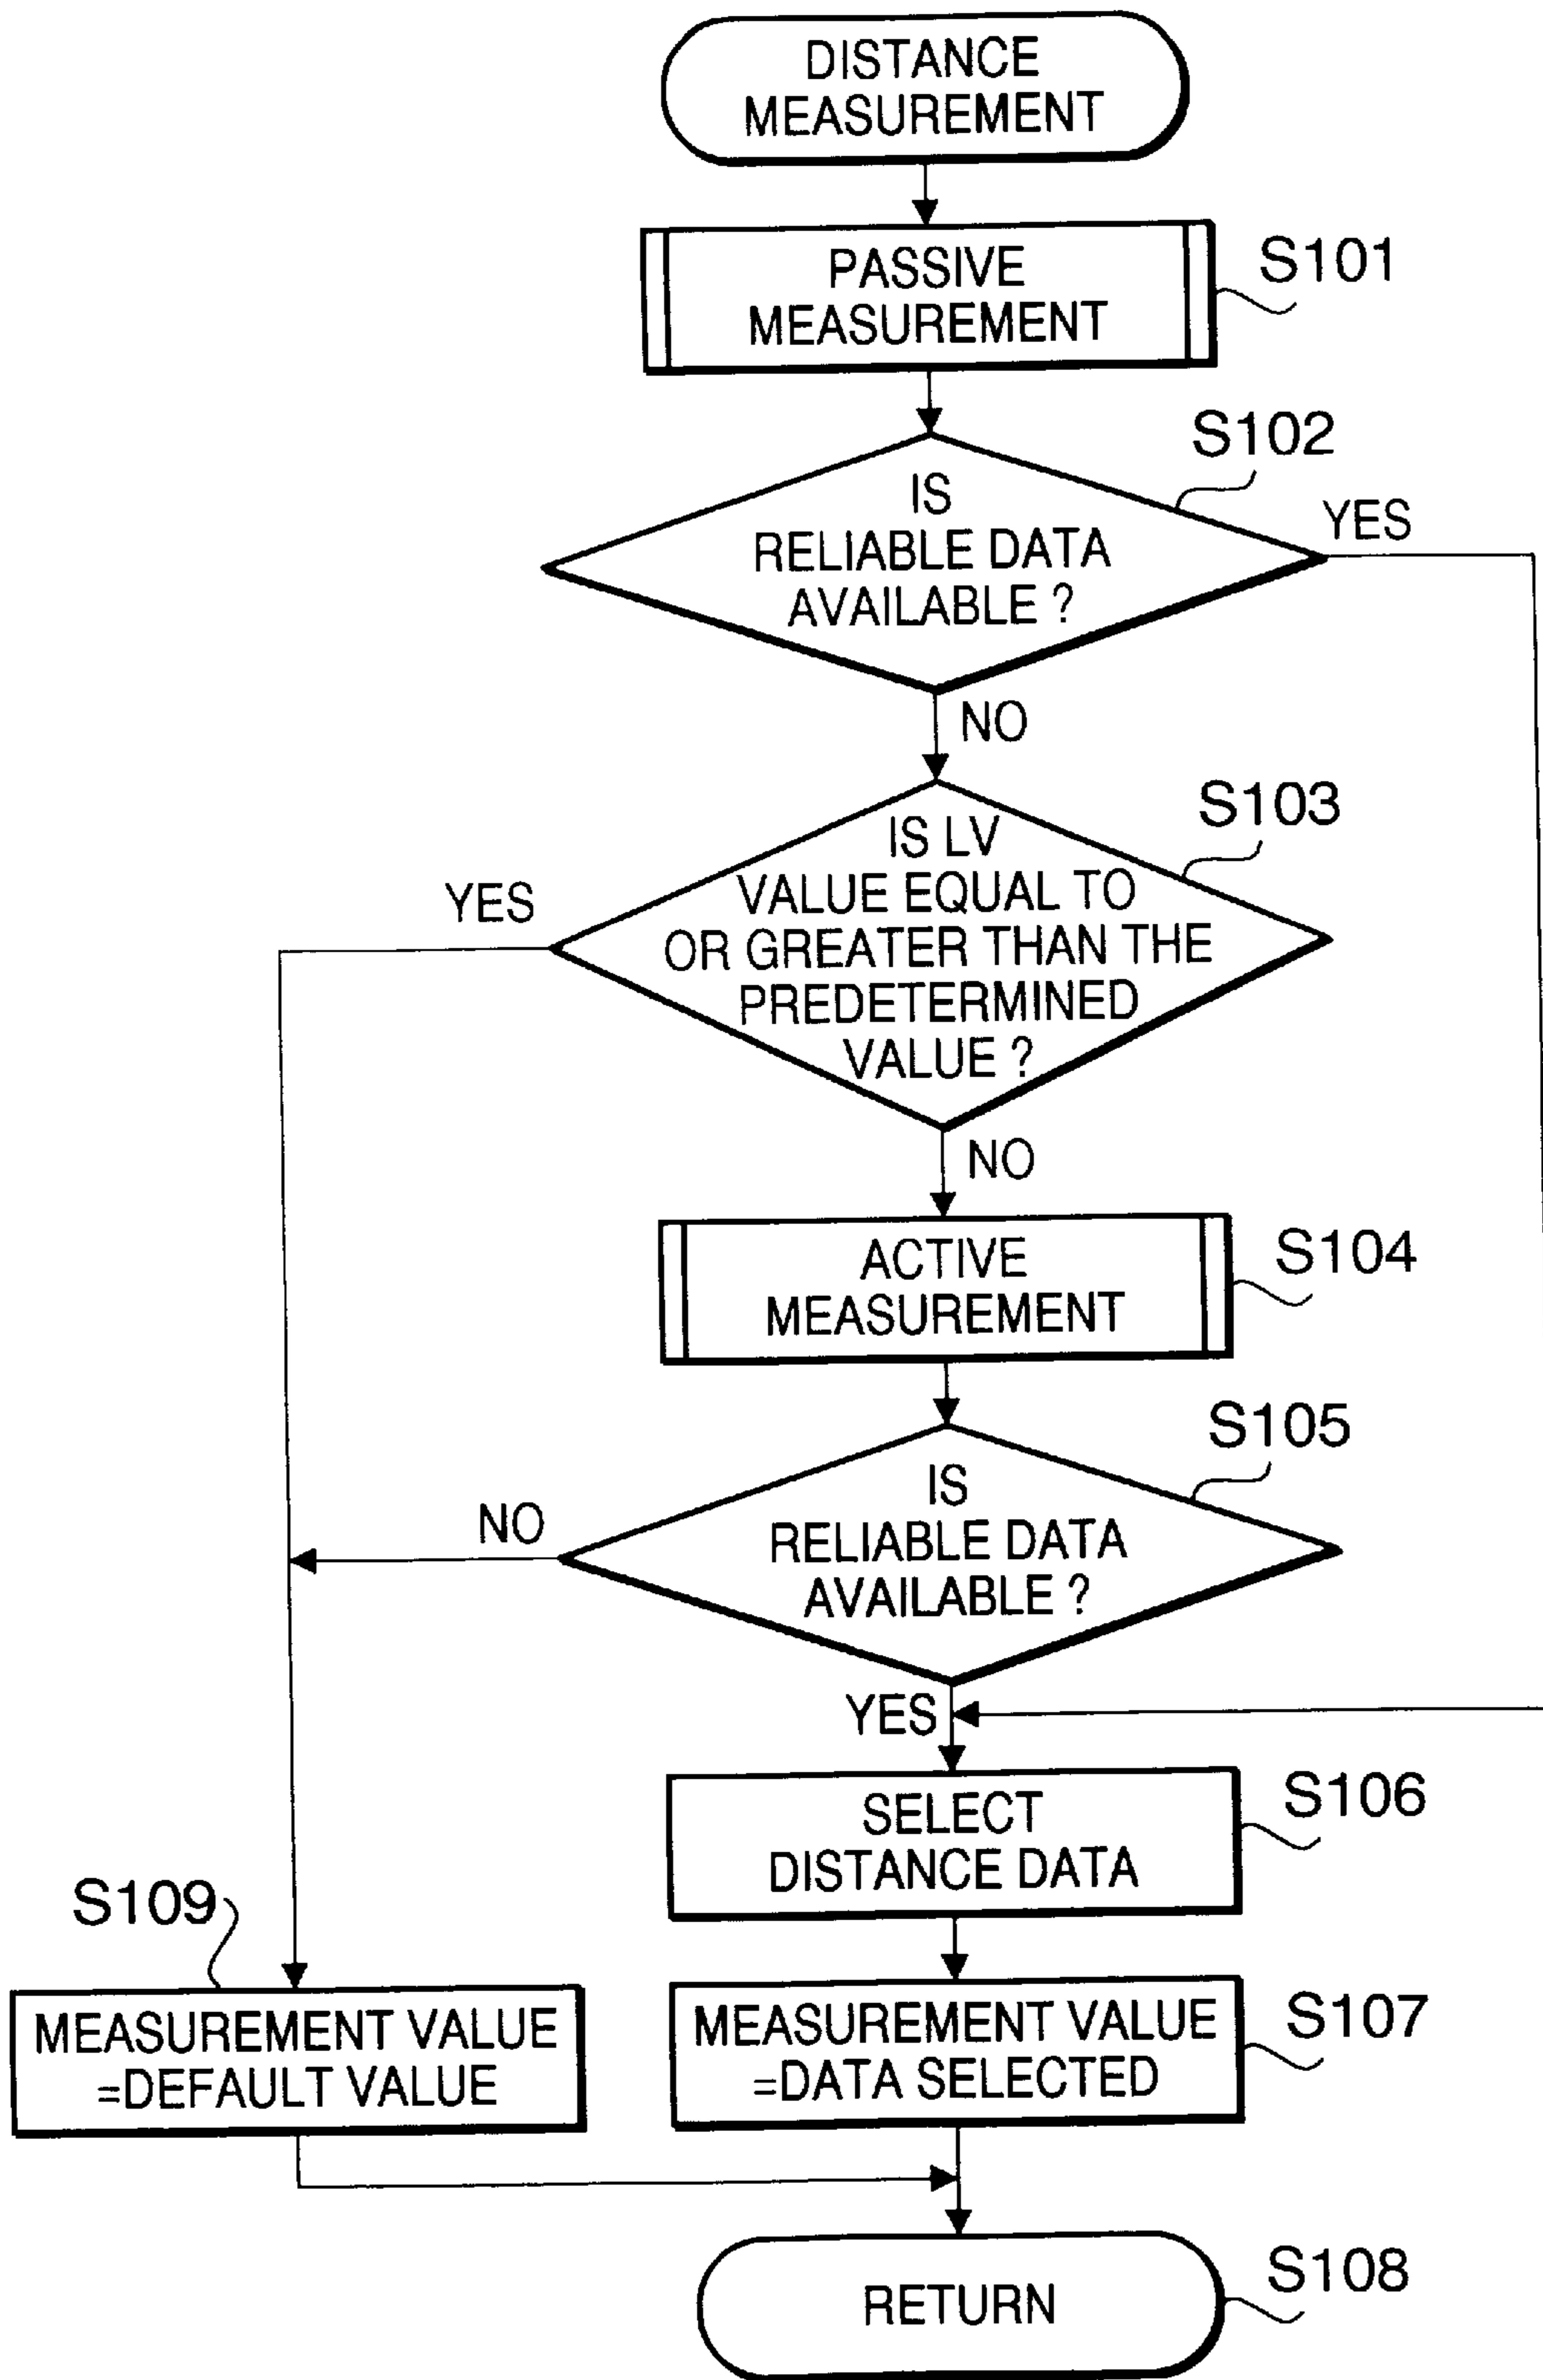 DISTANCE
MEASUREMENT
PASSIVE
MEASUREMENT
S101
S102
IS
RELIABLE DATA
AVAILABLE ?
YES
NO
S103
IS LV
VALUE EQUAL TO
OR GREATER THAN THE
PREDETERMINED
VALUE ?
YES
NO
ACTIVE
MEASUREMENT
S104
S105
IS
RELIABLE DATA
AVAILABLE ?
NO
YES
SELECT
DISTANCE DATA
S106
S109
MEASUREMENT VALUE
=DEFAULT VALUE
MEASUREMENT VALUE
=DATA SELECTED
S107
RETURN
S108